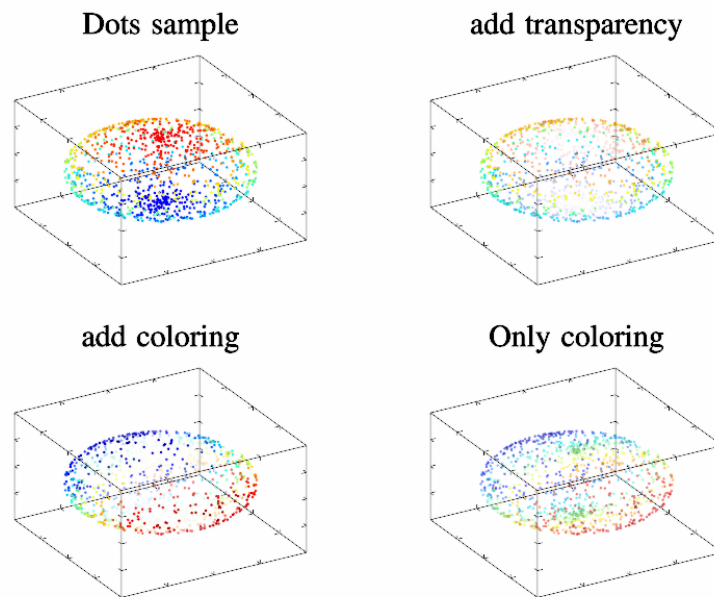 Dots sample
add transparency
add coloring
Only coloring